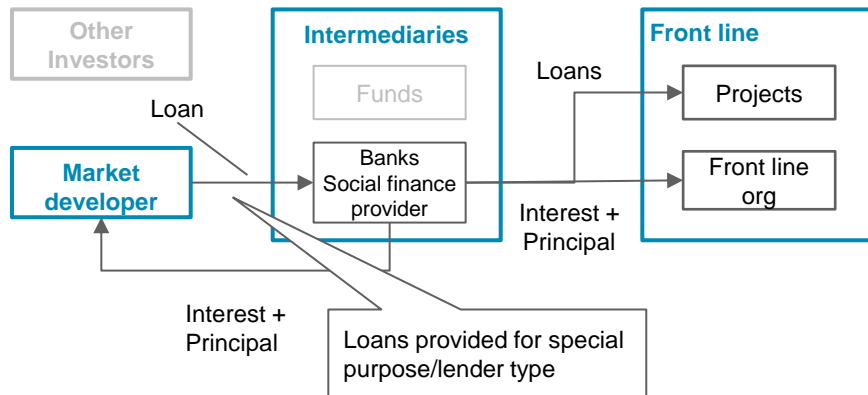 Other
Investors
Intermediaries
Front line
Funds
Loans
Projects
Loan
Market
developer
Banks
Social finance
provider
Front line
org
Interest +
Principal
Interest +
Principal
Loans provided for special
purpose/lender type